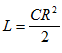 L = CR²/2